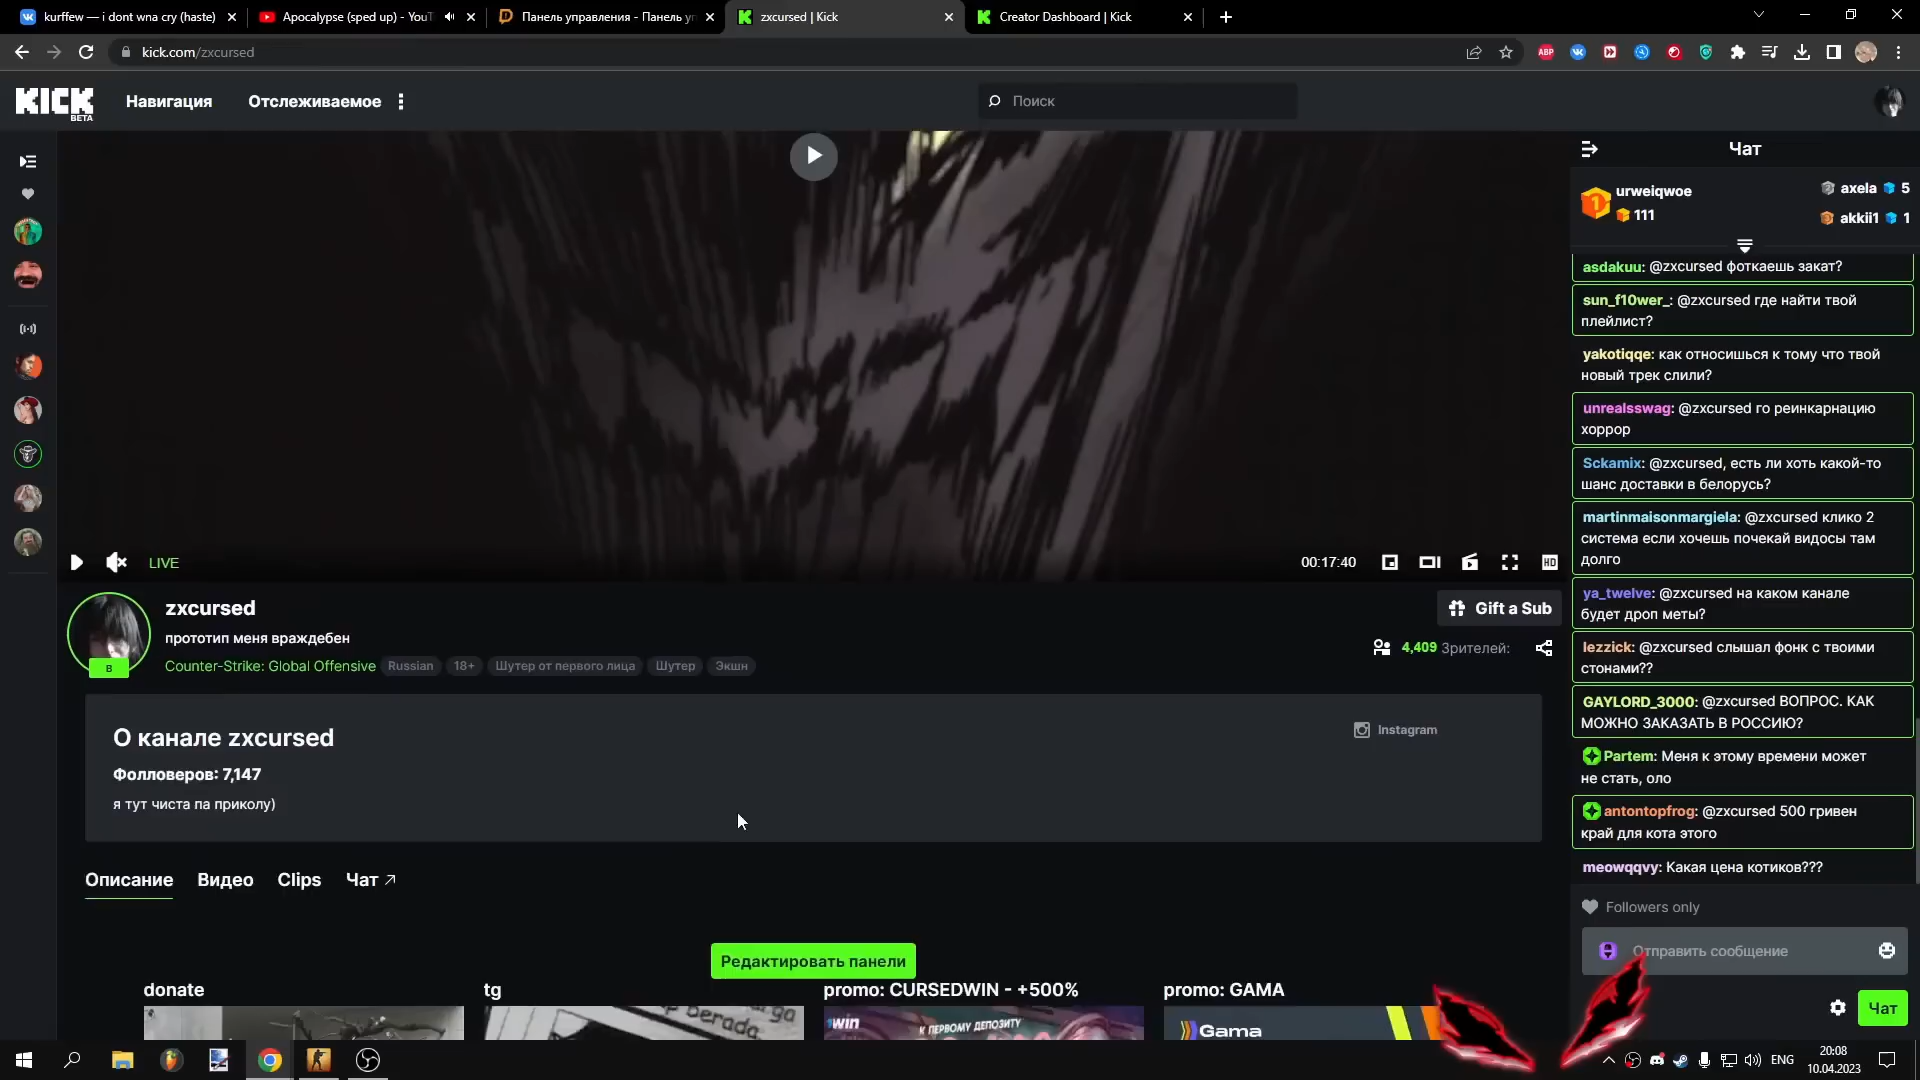 kurffew — i dont wna cry (haste)
Apocalypse (sped up) - YouT
Панель управления - Панель у
zxcursed | Kick
Creator Dashboard | Kick
kick.com/zxcursed
ABP
KICK
BETA
Навигация
Отслеживаемое
Поиск
Чат
urweiqwoe
111
axela 5
akkii1 1
asdakuu: @zxcursed фоткаешь закат?
sun_f10wer_: @zxcursed где найти твой
плейлист?
yakotiqqe: как относишься к тому что твой
новый трек слили?
unrealsswag: @zxcursed го реинкарнацию
хоррор
Sckamix: @zxcursed, есть ли хоть какой-то
шанс доставки в белорусь?
martinmaisonmargiela: @zxcursed клико 2
система если хочешь почекай видосы там
долго
ya_twelve: @zxcursed на каком канале
будет дроп меты?
lezzick: @zxcursed слышал фонк с твоими
стонами??
GAYLORD_3000: @zxcursed ВОПРОС. КАК
МОЖНО ЗАКАЗАТЬ В РОССИЮ?
Partem: Меня к этому времени может
не стать, оло
antontopfrog: @zxcursed 500 гривен
край для кота этого
meowqqvy: Какая цена котиков???
Followers only
Отправить сообщение
Чат
LIVE
00:17:40
HD
zxcursed
прототип меня враждебен
Counter-Strike: Global Offensive
Russian
18+
Шутер от первого лица
Шутер
Экшн
В
Gift a Sub
4,409 Зрителей:
О канале zxcursed
Фолловеров: 7,147
я тут чиста па приколу)
Instagram
Описание
Видео
Clips
Чат
Редактировать панели
donate
tg
promo: CURSEDWIN - +500%
promo: GAMA
1win
К ПЕРВОМУ ДЕПОЗИТУ
Gama
ENG
20:08
10.04.2023